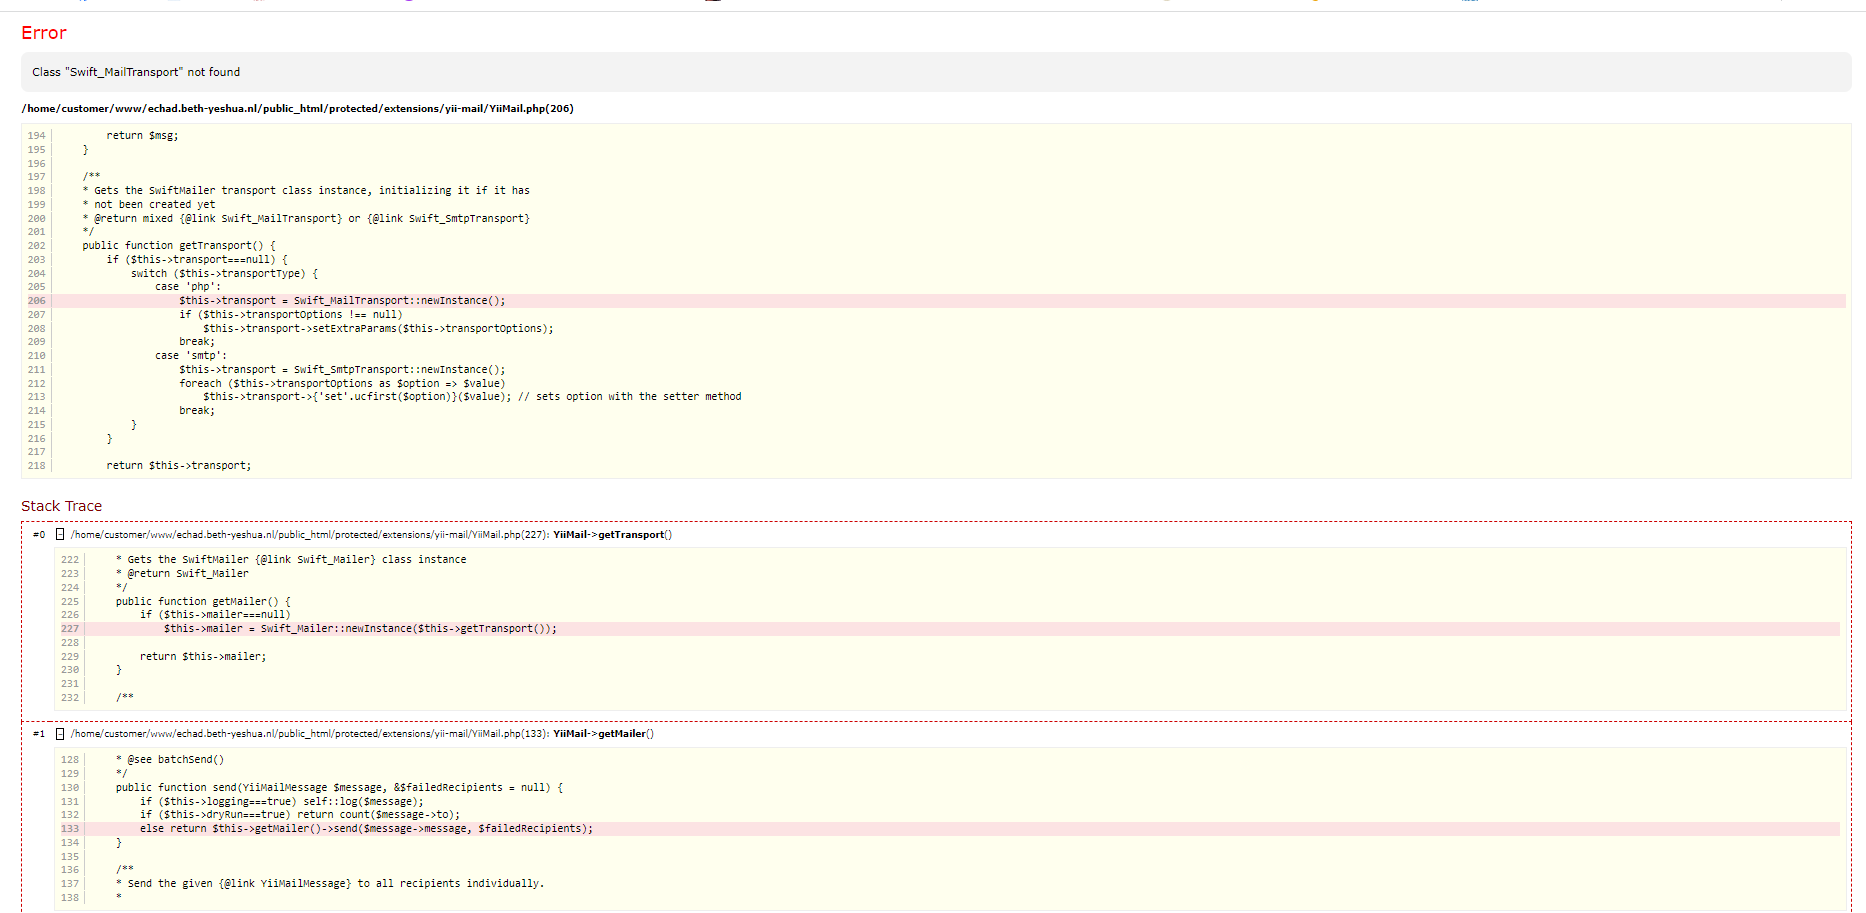 Error
Class "Swift_MailTransport" not found
/home/customer/www/echad.beth-yeshua.nl/public_html/protected/extensions/yii-mail/YiiMail.php(206)
194 return $msg;
195 }
196
197 /**
198 * Gets the SwiftMailer transport class instance, initializing it if it has
199 * not been created yet
200 * @return mixed {@link Swift_MailTransport} or {@link Swift_SmtpTransport}
201 */
202 public function getTransport() {
203 if ($this->transport===null) {
204 switch ($this->transportType) {
205 case 'php':
206 $this->transport = Swift_MailTransport::newInstance();
207 if ($this->transportOptions !== null)
208 $this->transport->setExtraParams($this->transportOptions);
209 break;
210 case 'smtp':
211 $this->transport = Swift_SmtpTransport::newInstance();
212 foreach ($this->transportOptions as $option => $value)
213 $this->transport->{'set'.ucfirst($option)}($value); // sets option with the setter method
214 break;
215 }
216 }
217
218 return $this->transport;
Stack Trace
#0 - /home/customer/www/echad.beth-yeshua.nl/public_html/protected/extensions/yii-mail/YiiMail.php(227): YiiMail->getTransport()
222 * Gets the SwiftMailer {@link Swift_Mailer} class instance
223 * @return Swift_Mailer
224 */
225 public function getMailer() {
226 if ($this->mailer===null)
227 $this->mailer = Swift_Mailer::newInstance($this->getTransport());
228
229 return $this->mailer;
230 }
231
232 /**
#1 - /home/customer/www/echad.beth-yeshua.nl/public_html/protected/extensions/yii-mail/YiiMail.php(133): YiiMail->getMailer()
128 * @see batchSend()
129 */
130 public function send(YiiMailMessage $message, &$failedRecipients = null) {
131 if ($this->logging===true) self::log($message);
132 if ($this->dryRun===true) return count($message->to);
133 else return $this->getMailer()->send($message->message, $failedRecipients);
134 }
135
136 /**
137 * Send the given {@link YiiMailMessage} to all recipients individually.
138 *